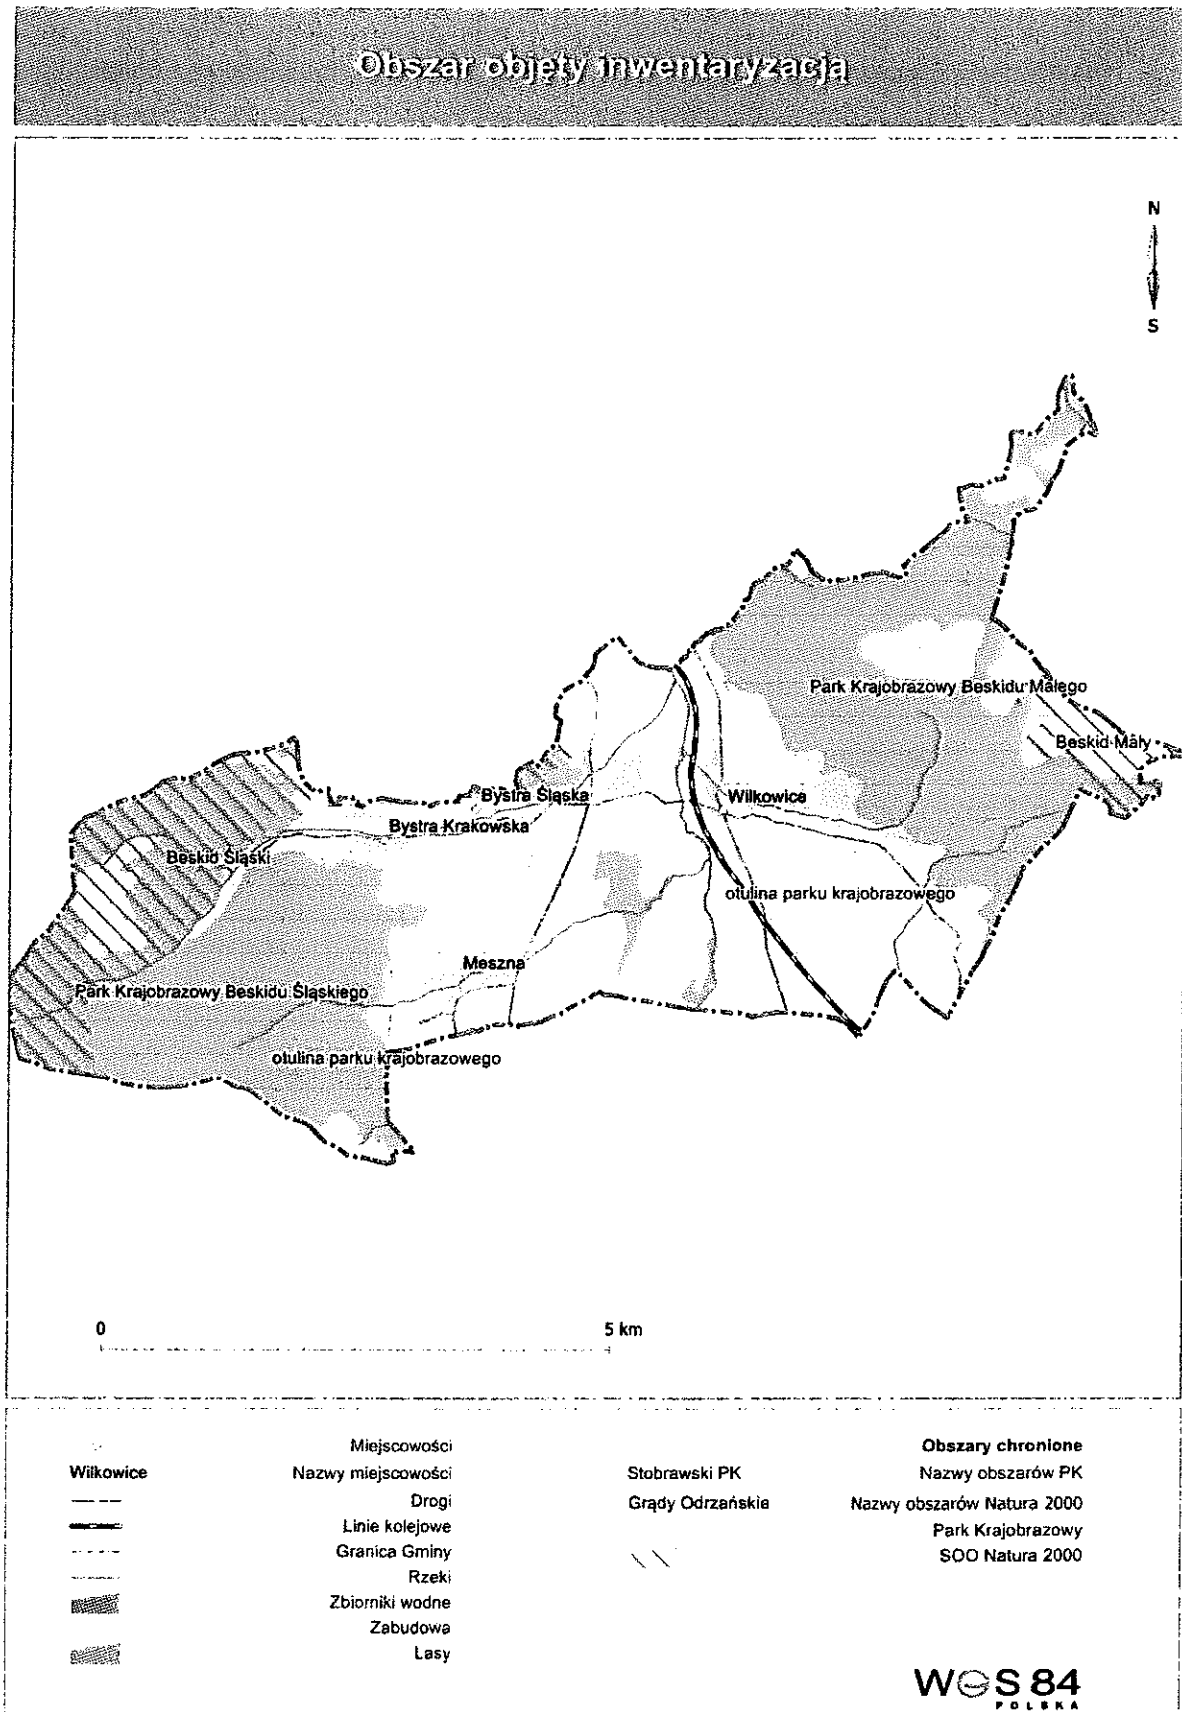 Obszar objęty inwentaryzacją
N
S
Park Krajobrazowy Beskidu Małego
Beskid Mały
Bystra Śląska
Wilkowice
Bystra Krakowska
Beskid Śląski
otulina parku krajobrazowego
Meszna
Park Krajobrazowy Beskidu Śląskiego
otulina parku krajobrazowego
0 5 km
Miejscowości
Wilkowice Nazwy miejscowości
Drogi
Linie kolejowe
Granica Gminy
Rzeki
Zbiorniki wodne
Zabudowa
Lasy
Obszary chronione
Stobrawski PK Nazwy obszarów PK
Grądy Odrzańskie Nazwy obszarów Natura 2000
Park Krajobrazowy
SOO Natura 2000
WGS 84
POLSKA